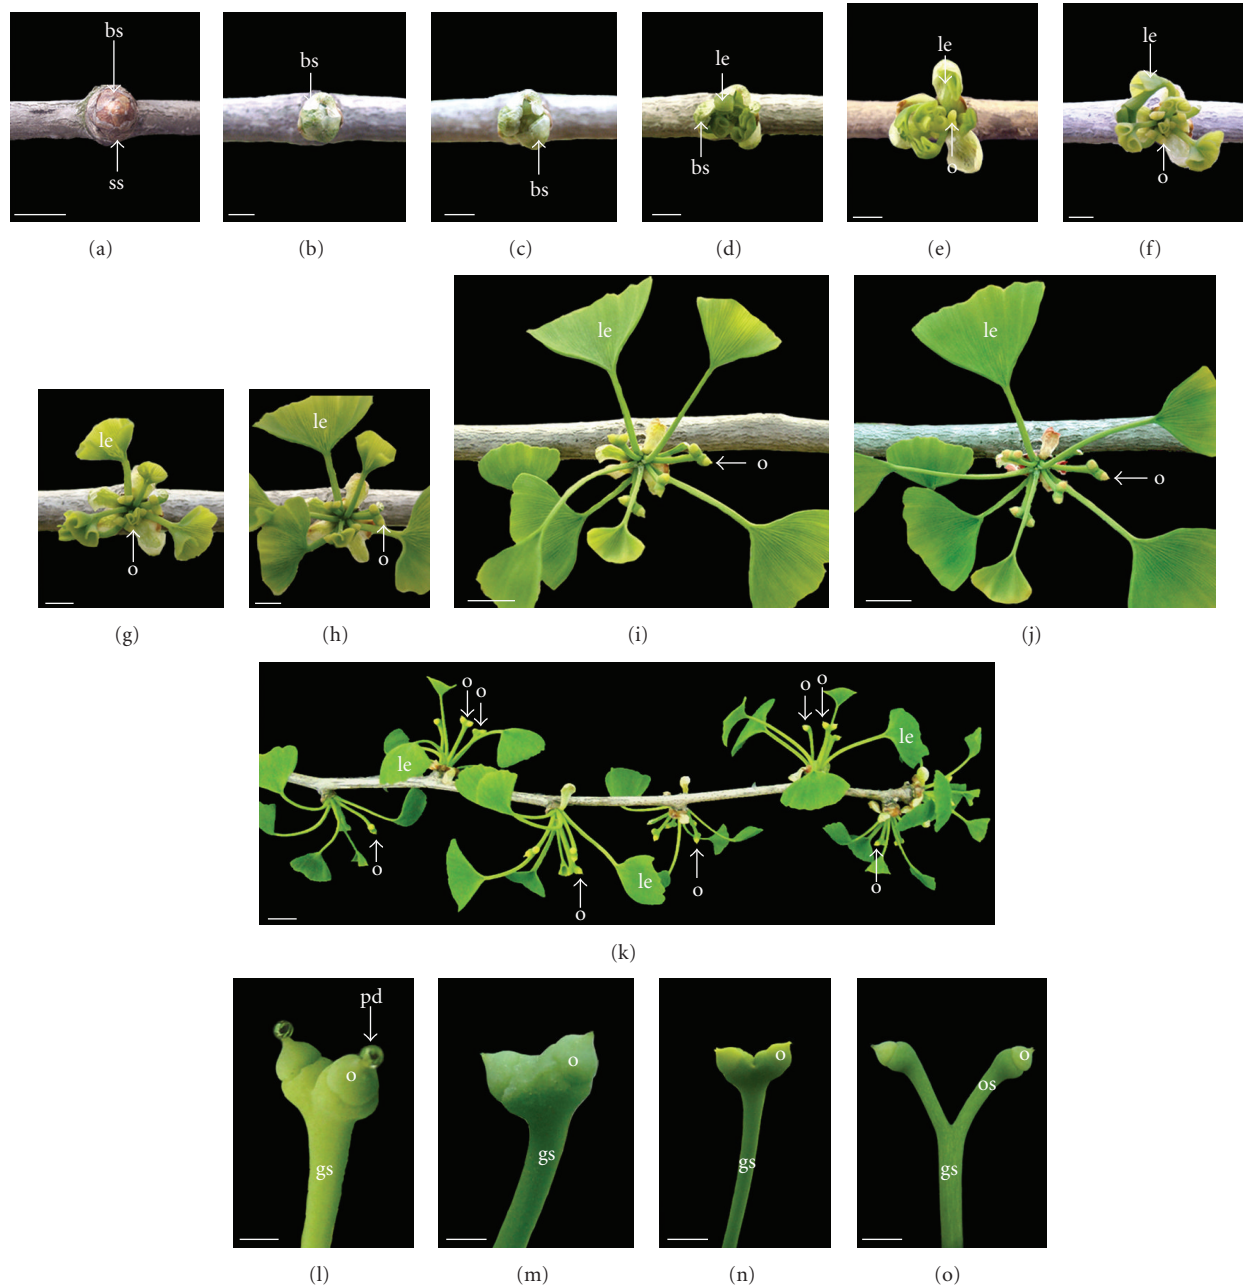 bs
ss
(a)
bs
(b)
bs
(c)
le
bs
(d)
le
o
(e)
le
o
(f)
le
o
(g)
le
o
(h)
le
o
(i)
le
o
(j)
o
o
o
o
le
le
o
o
le
o
o
(k)
pd
o
gs
(l)
o
gs
(m)
o
gs
(n)
o
os
gs
(o)